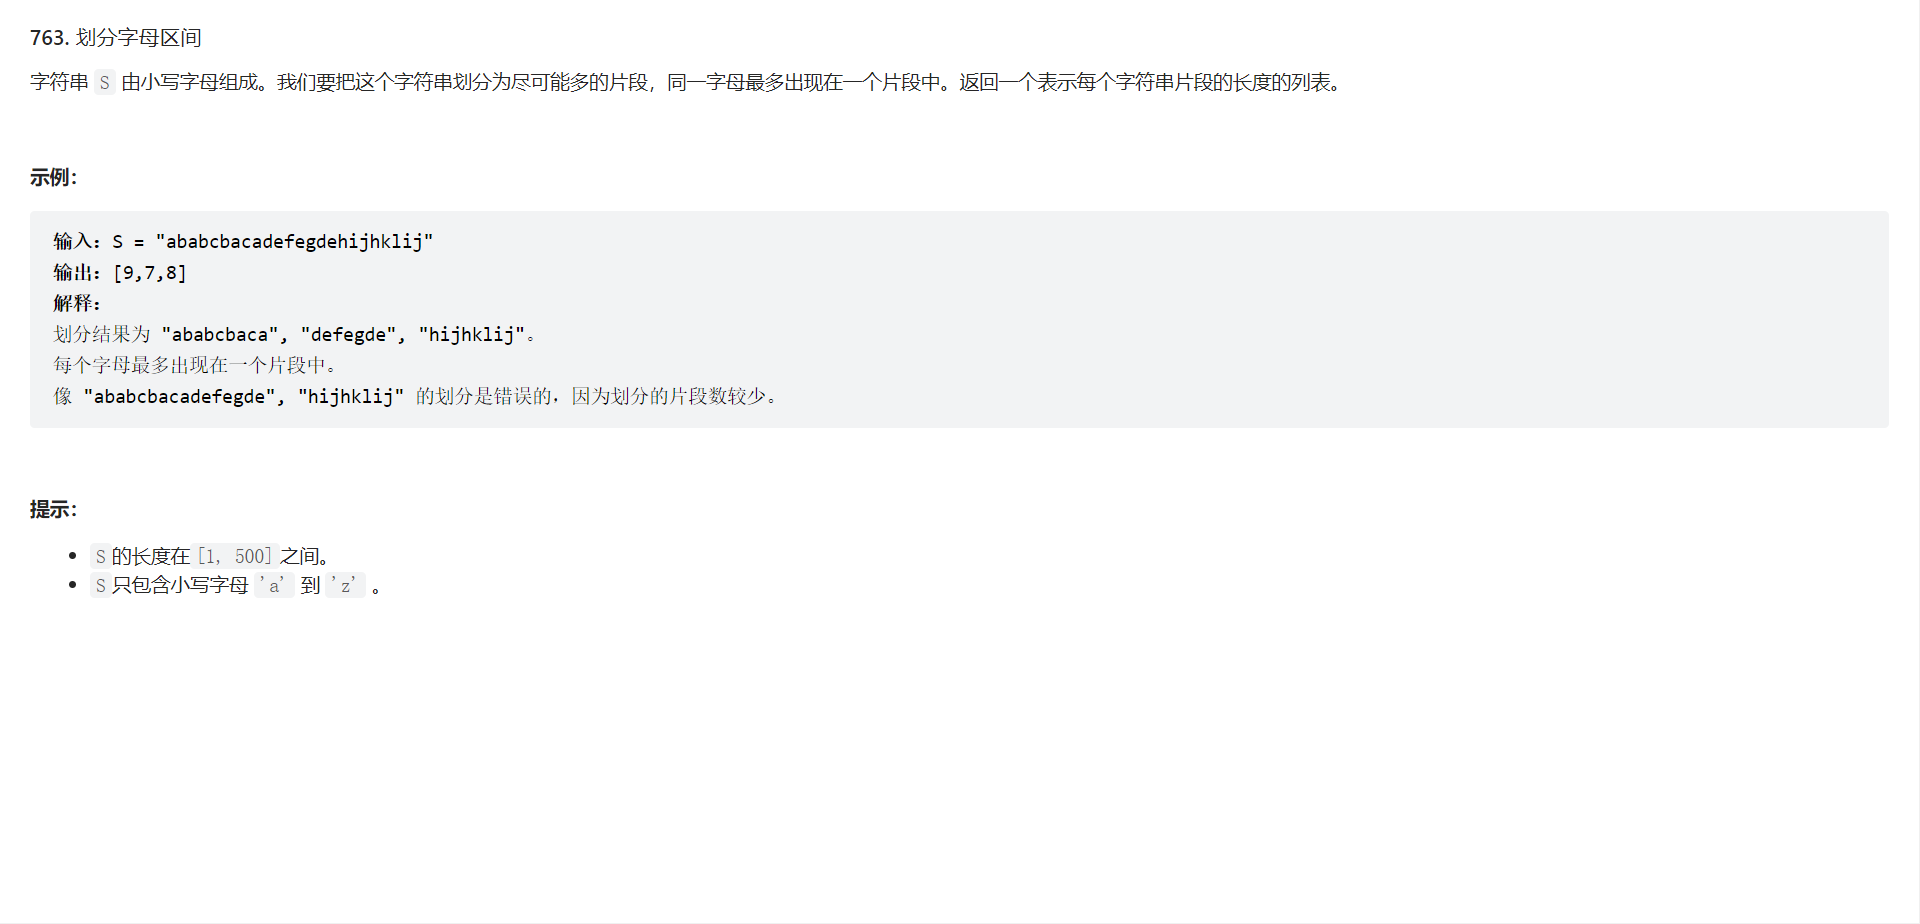 763. 划分字母区间
字符串 S 由小写字母组成。我们要把这个字符串划分为尽可能多的片段，同一字母最多出现在一个片段中。返回一个表示每个字符串片段的长度的列表。
示例：
输入：S = "ababcbacadefegdehijhklij"
输出：[9,7,8]
解释：
划分结果为 "ababcbaca", "defegde", "hijhklij"。
每个字母最多出现在一个片段中。
像 "ababcbacadefegde", "hijhklij" 的划分是错误的，因为划分的片段数较少。
提示：
• S的长度在[1, 500]之间。
• S只包含小写字母 'a' 到 'z' 。